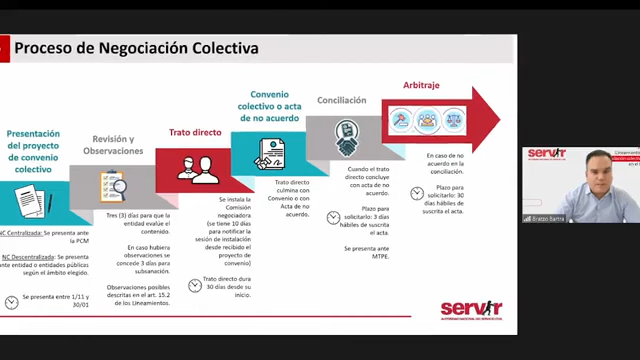 Proceso de Negociación Colectiva
Presentación
del proyecto
de convenio
colectivo
NC Centralizada: Se presenta ante
la PCM
NC Descentralizada: Se presenta
ante entidad o entidades públicas
según el ámbito elegido.
Se presenta entre 1/11 y
30/01
Revisión y
Observaciones
Tres (3) días para que la
entidad evalúe el
contenido.
En caso hubiera
observaciones se
concede 3 días para
subsanación.
Observaciones posibles
descritas en el art. 15.2
de los Lineamientos.
Trato directo
Se instala la
Comisión
negociadora
(se tiene 10 días
para notificar la
sesión de instalación
desde recibido el
proyecto de
convenio)
Trato directo dura
30 días desde su
inicio.
Convenio
colectivo o acta
de no acuerdo
Trato directo
culmina con
Convenio o con
Acta de no
acuerdo.
Conciliación
Cuando el trato
directo concluye
con acta de no
acuerdo.
Plazo para
solicitarlo: 3 días
hábiles de
suscrita el acta.
Se presenta ante
MTPE.
Arbitraje
En caso de no
acuerdo en la
conciliación.
Plazo para
solicitarlo: 30
días hábiles de
suscrita el acta.
servir
AUTORIDAD NACIONAL DEL SERVICIO CIVIL
servir
Lineamientos
en el
Bratzo Bartra